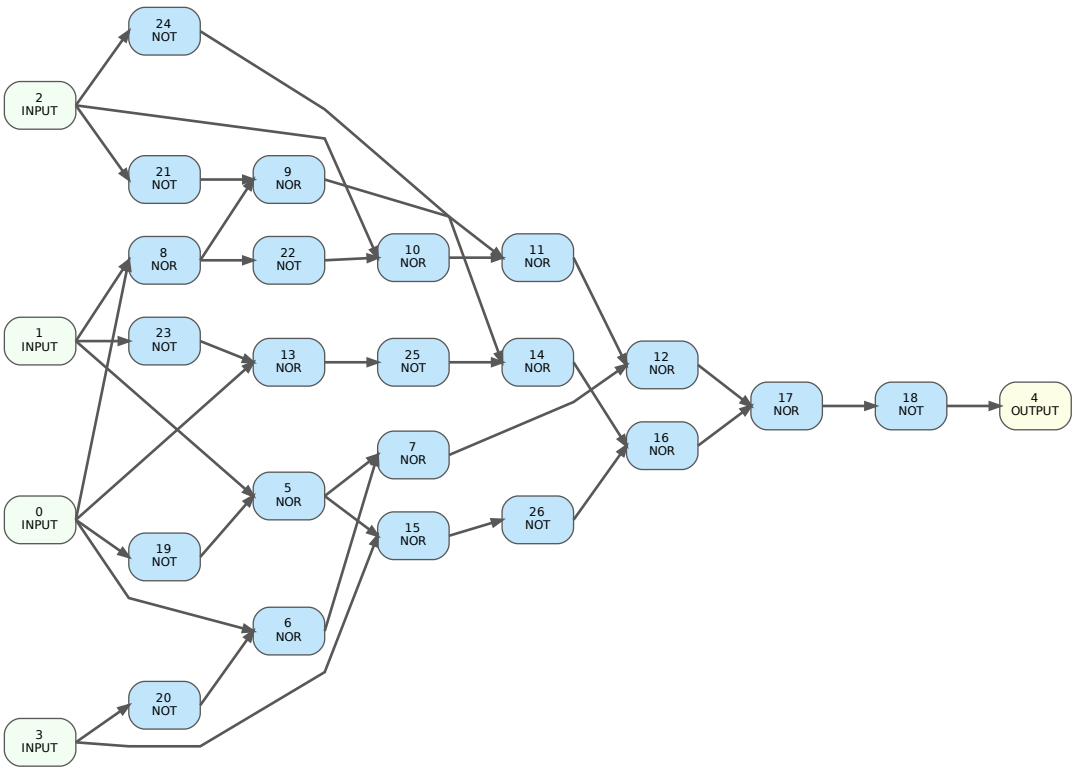 24
NOT
2
INPUT
21
NOT
9
NOR
8
NOR
22
NOT
10
NOR
11
NOR
1
INPUT
23
NOT
13
NOR
25
NOT
14
NOR
12
NOR
17
NOR
18
NOT
4
OUTPUT
16
NOR
7
NOR
5
NOR
0
INPUT
15
NOR
26
NOT
19
NOT
6
NOR
20
NOT
3
INPUT